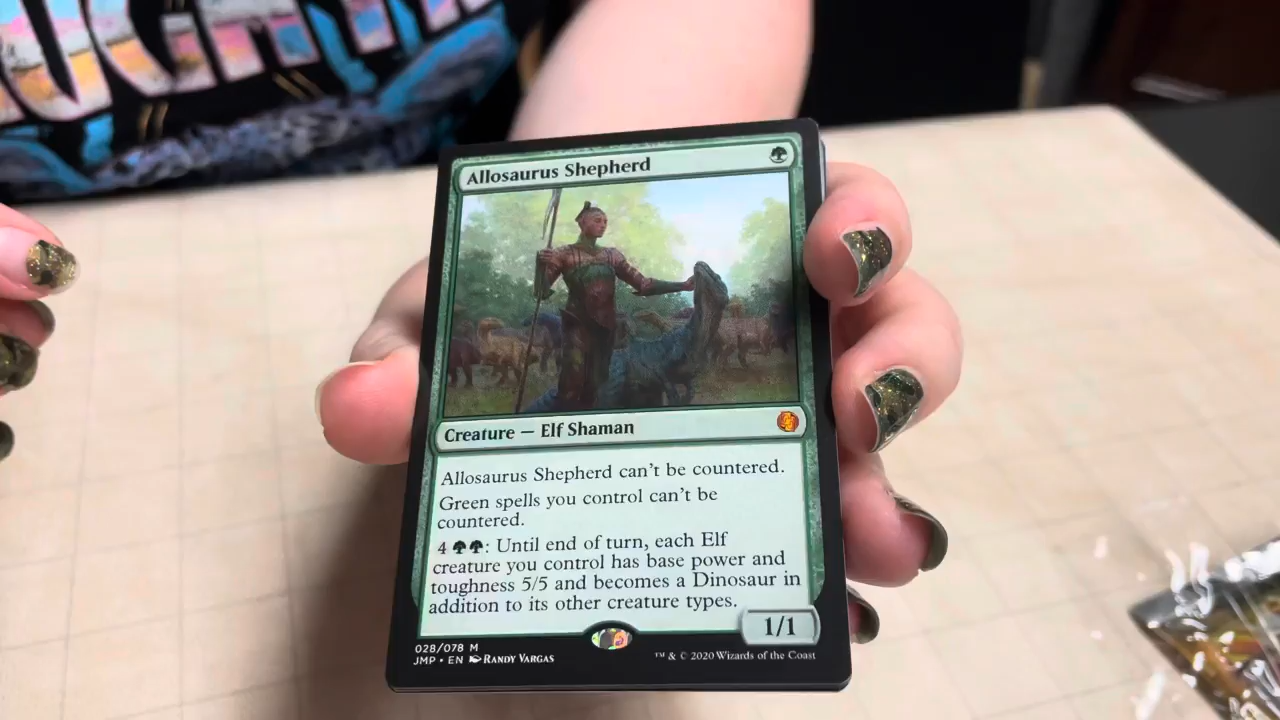 Allosaurus Shepherd
Creature — Elf Shaman
Allosaurus Shepherd can't be countered.
Green spells you control can't be
countered.
4 : Until end of turn, each Elf
creature you control has base power and
toughness 5/5 and becomes a Dinosaur in
addition to its other creature types.
1/1
028/078 M
JMP • EN RANDY VARGAS
™ & © 2020 Wizards of the Coast